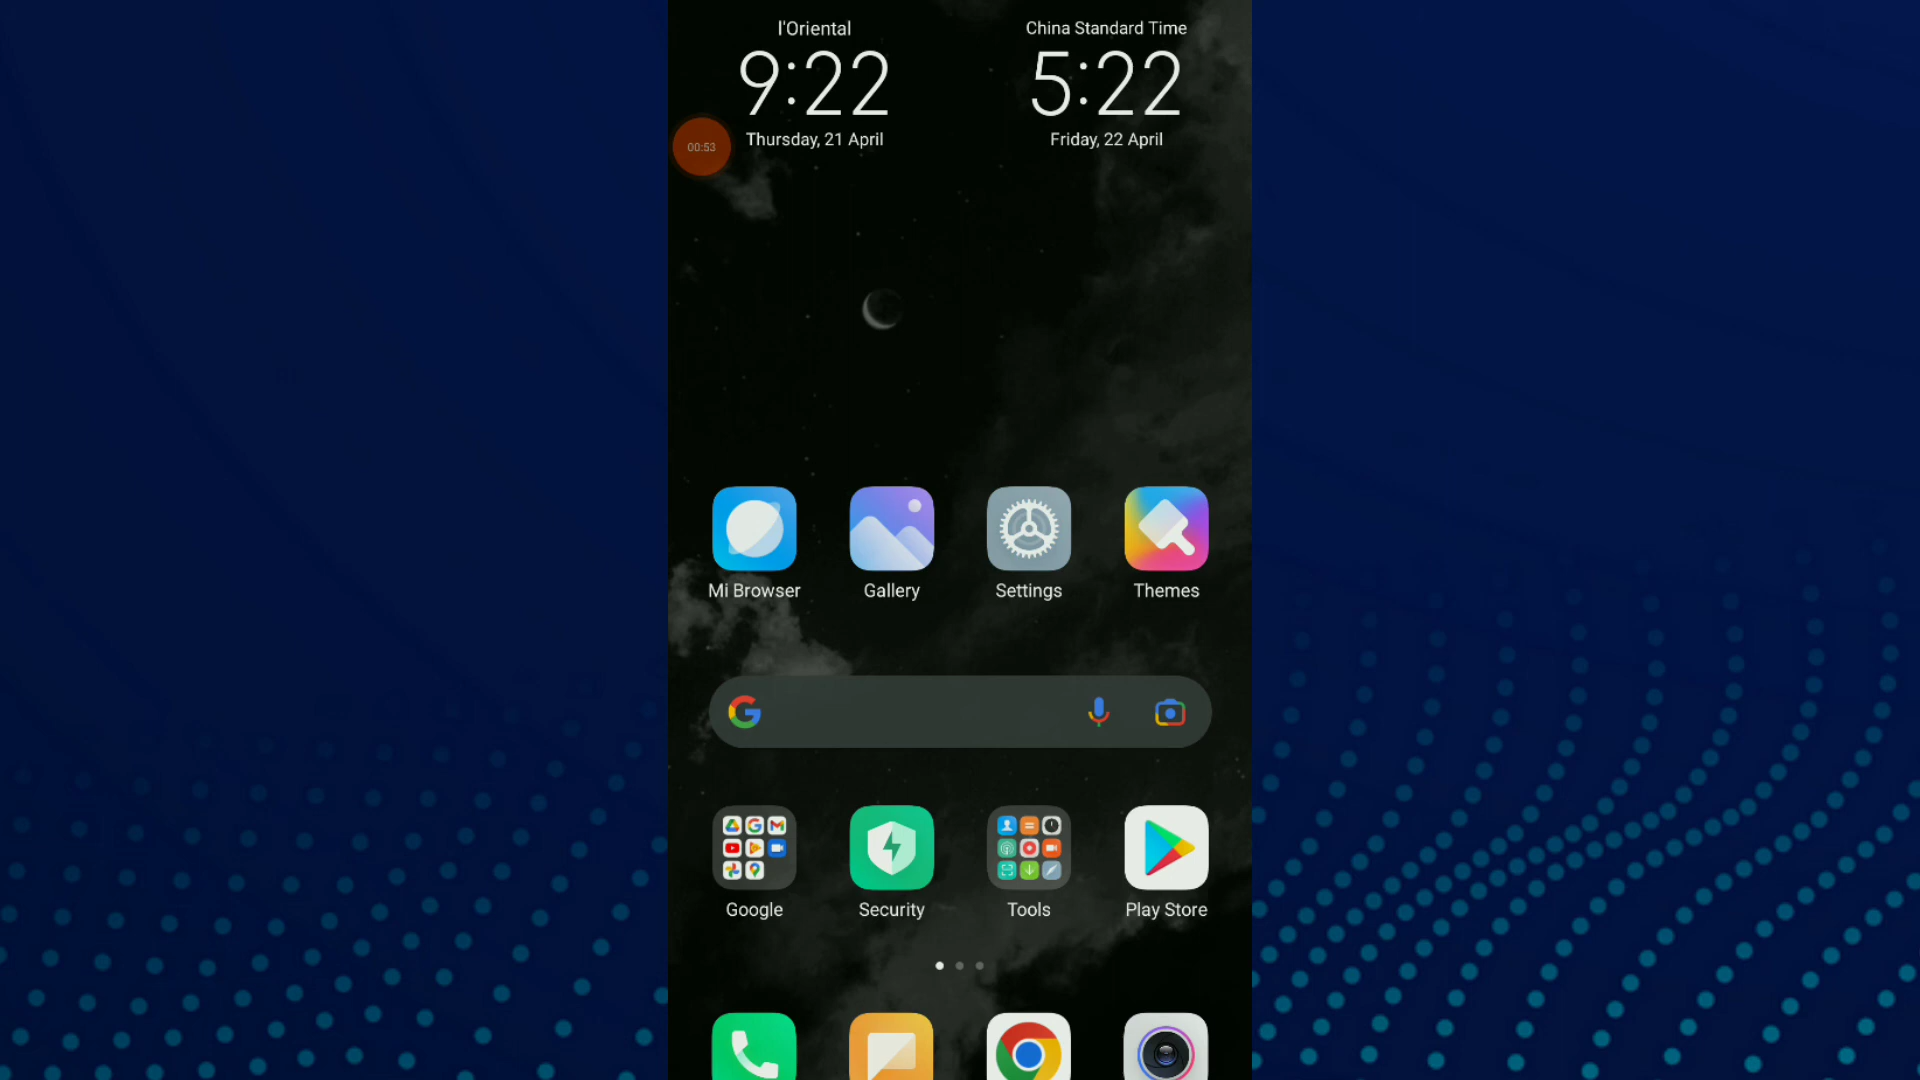 l'Oriental
9:22
Thursday, 21 April
China Standard Time
5:22
Friday, 22 April
00:53
Mi Browser
Gallery
Settings
Themes
Google
Security
Tools
Play Store